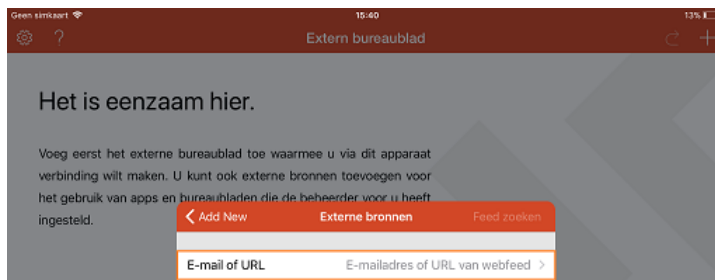 Geen simkaart 15:40 13%
? Extern bureaublad +
Het is eenzaam hier.
Voeg eerst het externe bureaublad toe waarmee u via dit apparaat
verbinding wilt maken. U kunt ook externe bronnen toevoegen voor
het gebruik van apps en bureaubladen die de beheerder voor u heeft
ingesteld.
Add New Externe bronnen Feed zoeken
E-mail of URL E-mailadres of URL van webfeed